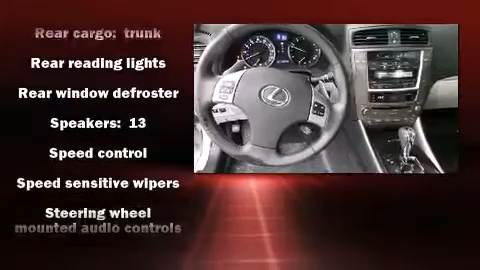 Rear cargo: trunk
Rear reading lights
Rear window defroster
Speakers: 13
Speed control
Speed sensitive wipers
Steering wheel
mounted audio controls